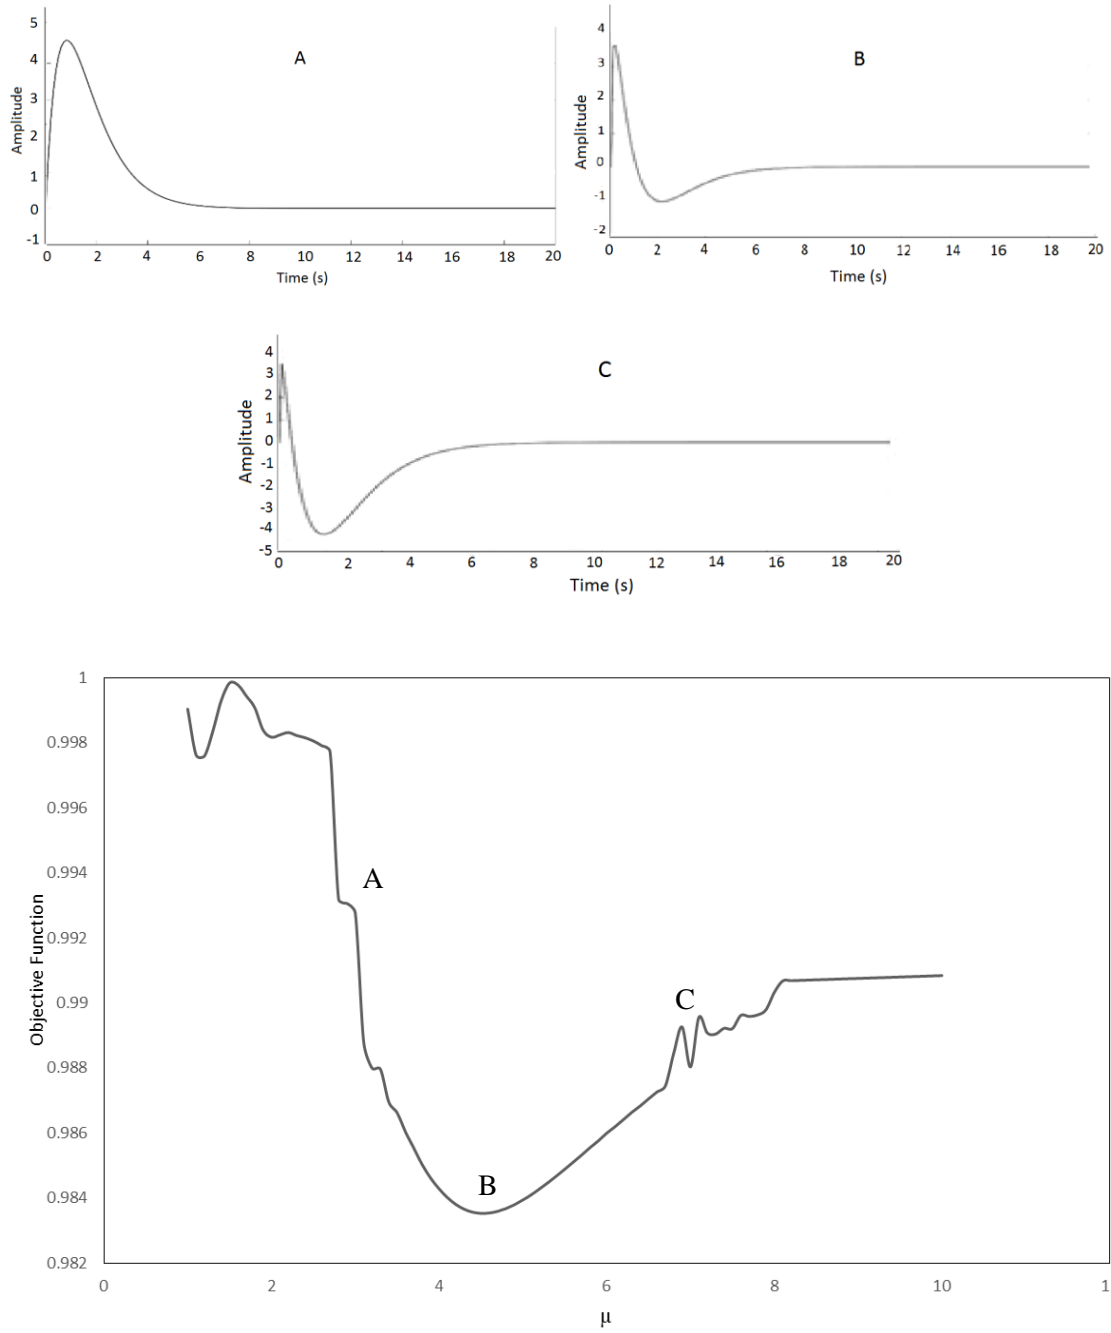 5
4
3
2
1
0
-1
Amplitude
A
0 2 4 6 8 10 12 14 16 18 20
Time (s)
4
3
2
1
0
-1
-2
Amplitude
B
0 2 4 6 8 10 12 14 16 18 20
Time (s)
4
3
2
1
0
-1
-2
-3
-4
-5
Amplitude
C
0 2 4 6 8 10 12 14 16 18 20
Time (s)
1
0.998
0.996
0.994
0.992
0.99
0.988
0.986
0.984
0.982
Objective Function
A
B
C
0 2 4 6 8 10 1
μ